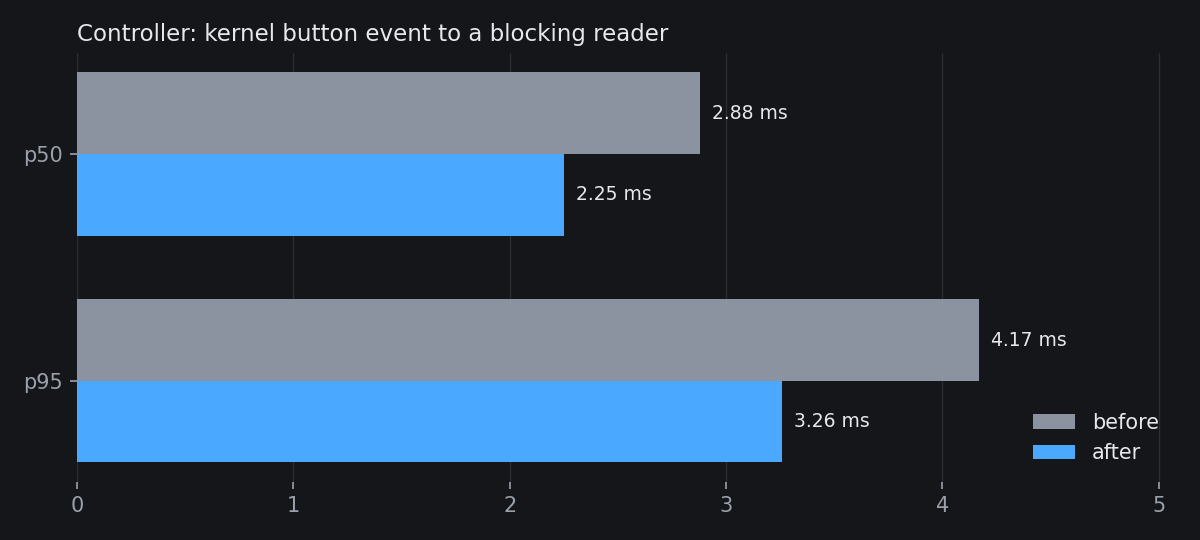 Controller: kernel button event to a blocking reader
2.88 ms
p50
2.25 ms
4.17 ms
p95
3.26 ms
before
after
0 1 2 3 4 5